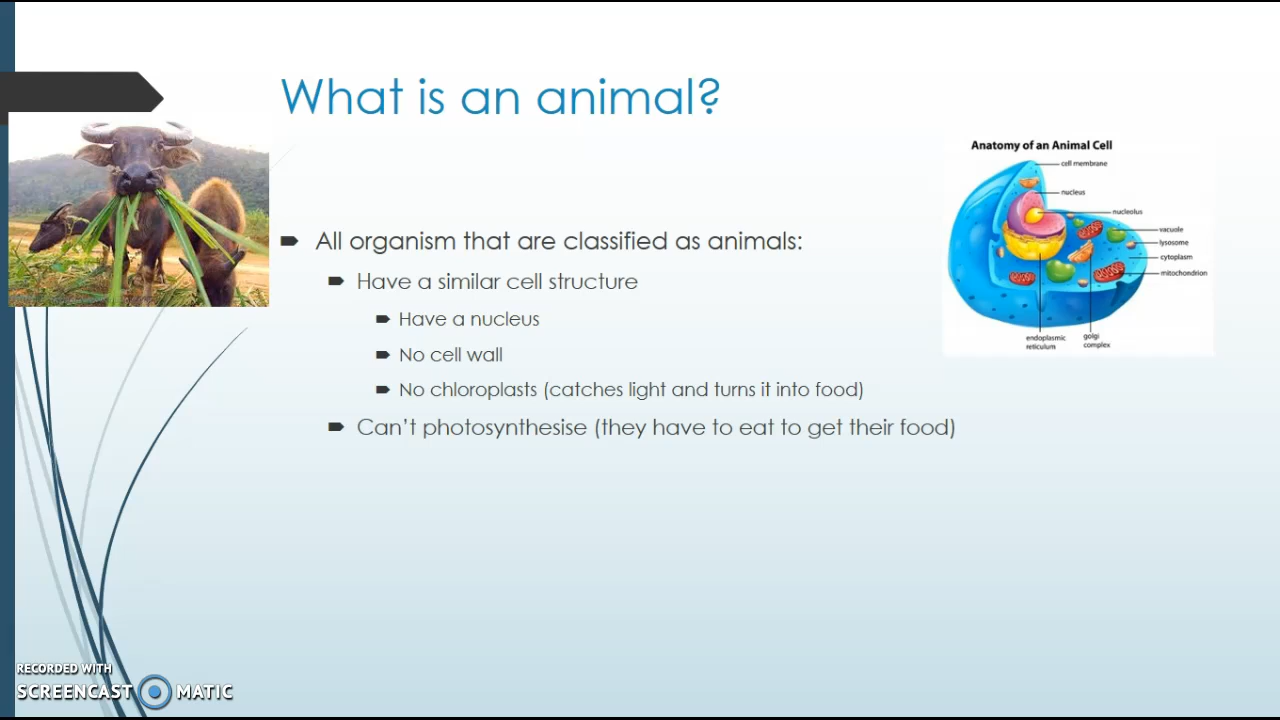 What is an animal?
Anatomy of an Animal Cell
cell membrane
nucleus
nucleolus
vacuole
lysosome
cytoplasm
mitochondrion
endoplasmic
reticulum
golgi
complex
All organism that are classified as animals:
Have a similar cell structure
Have a nucleus
No cell wall
No chloroplasts (catches light and turns it into food)
Can’t photosynthesise (they have to eat to get their food)
RECORDED WITH
SCREENCAST MATIC